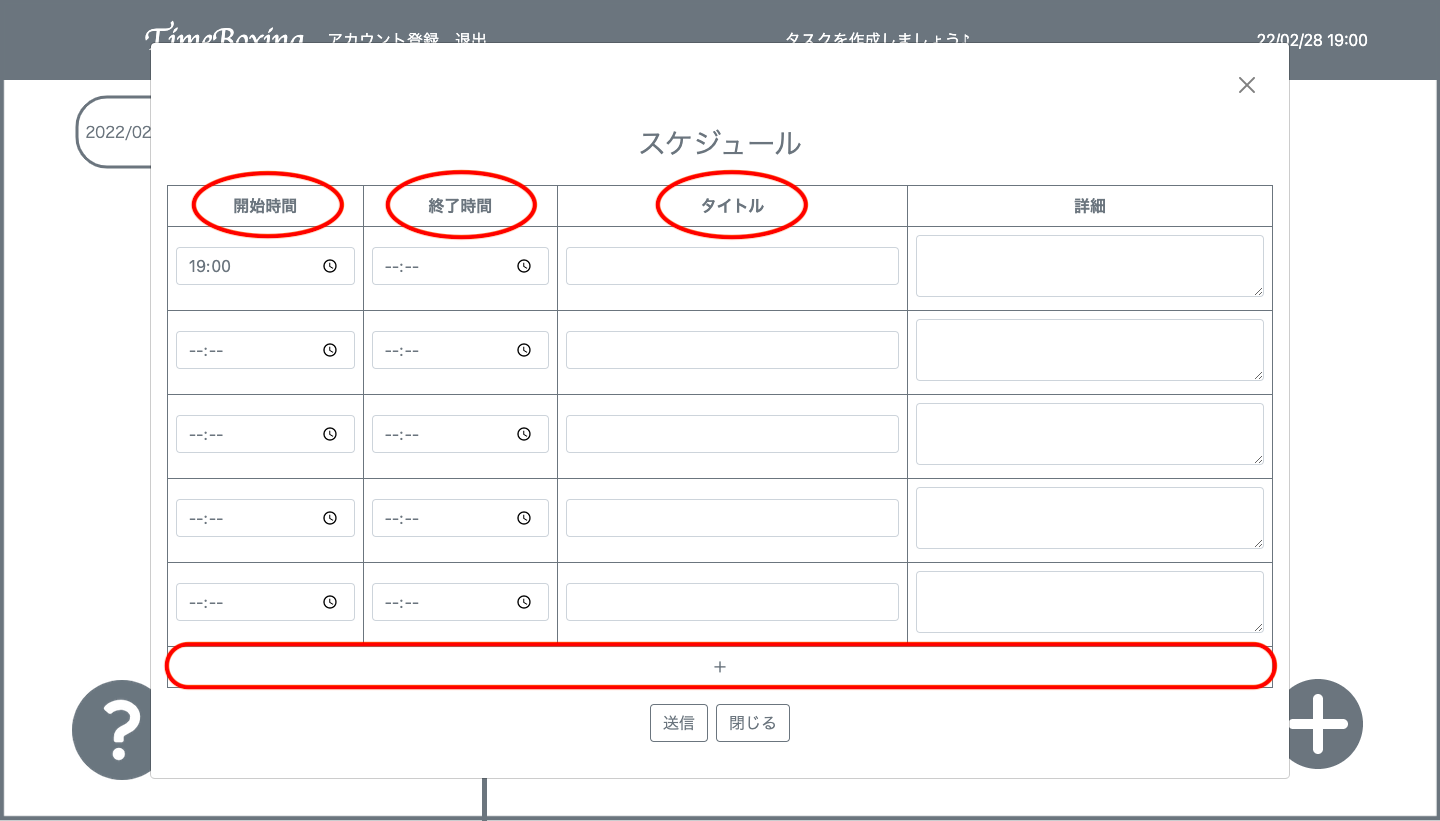 TimeBoxing アカウント登録 退出 タスクを作成しましょう♪ 22/02/28 19:00
2022/02
スケジュール
開始時間 終了時間 タイトル 詳細
19:00 --:--
--:-- --:--
--:-- --:--
--:-- --:--
--:-- --:--
+
送信 閉じる
?